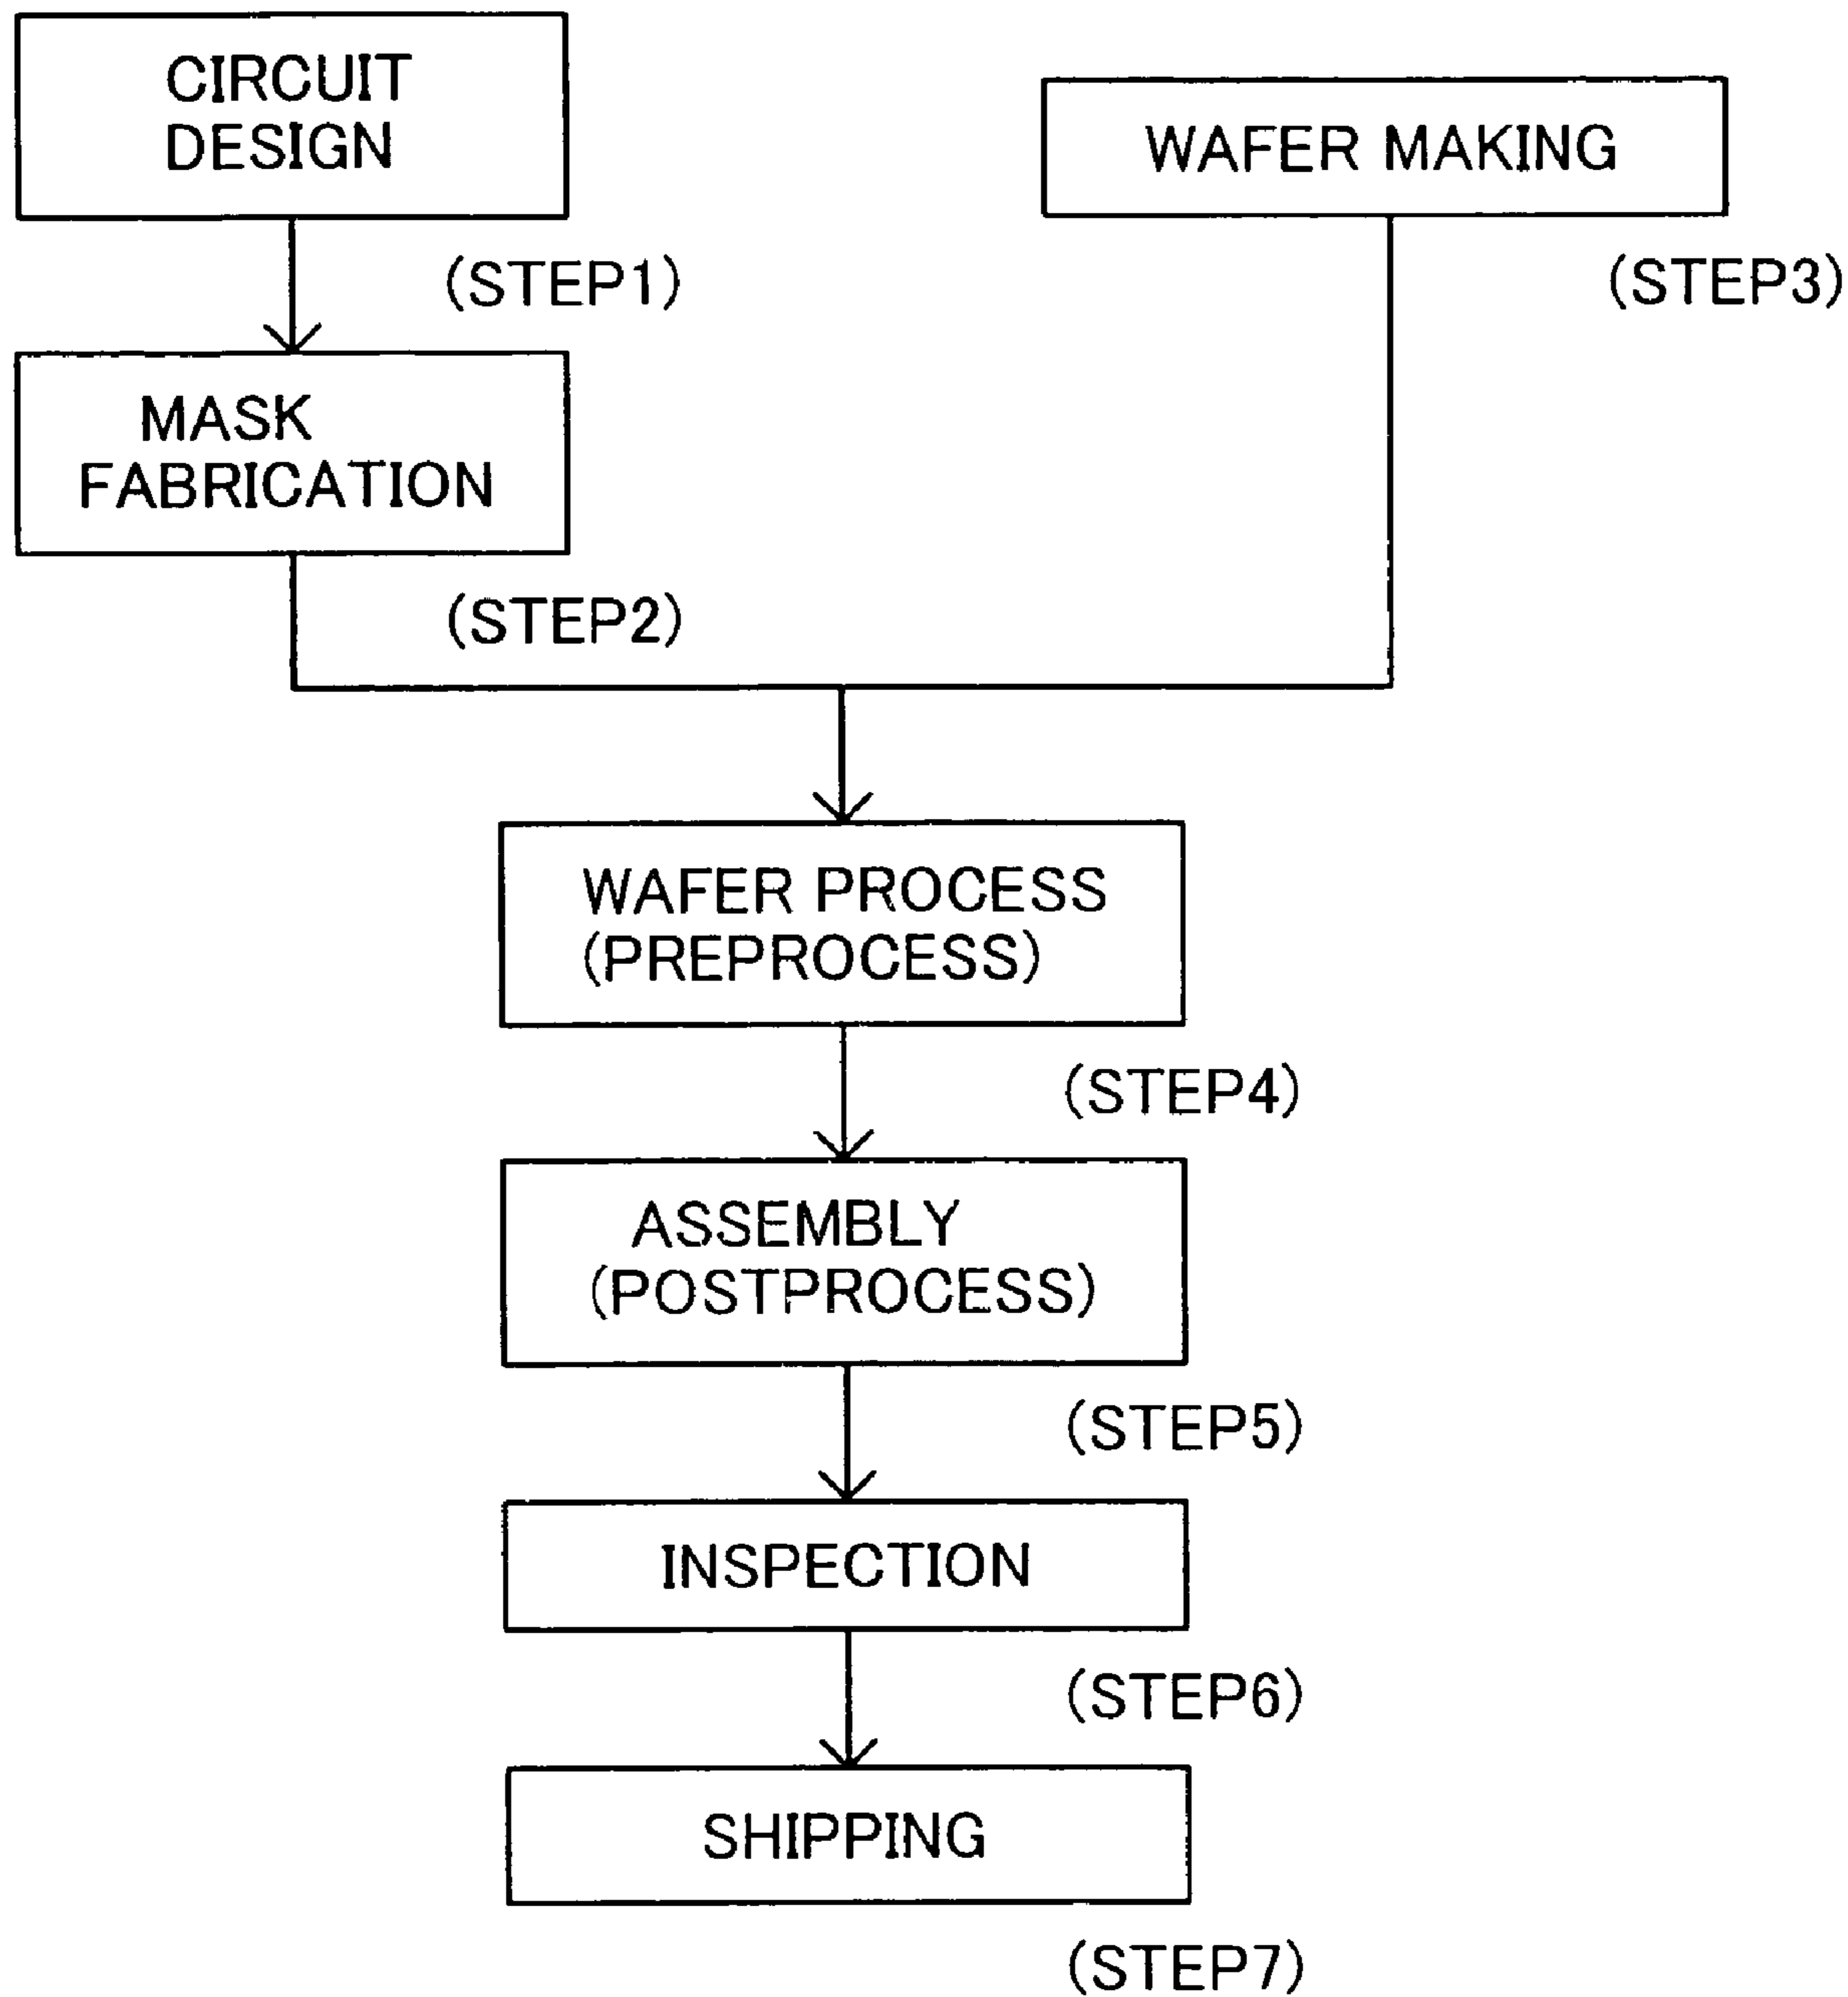 CIRCUIT
DESIGN
(STEP1)
WAFER MAKING
(STEP3)
MASK
FABRICATION
(STEP2)
WAFER PROCESS
(PREPROCESS)
(STEP4)
ASSEMBLY
(POSTPROCESS)
(STEP5)
INSPECTION
(STEP6)
SHIPPING
(STEP7)